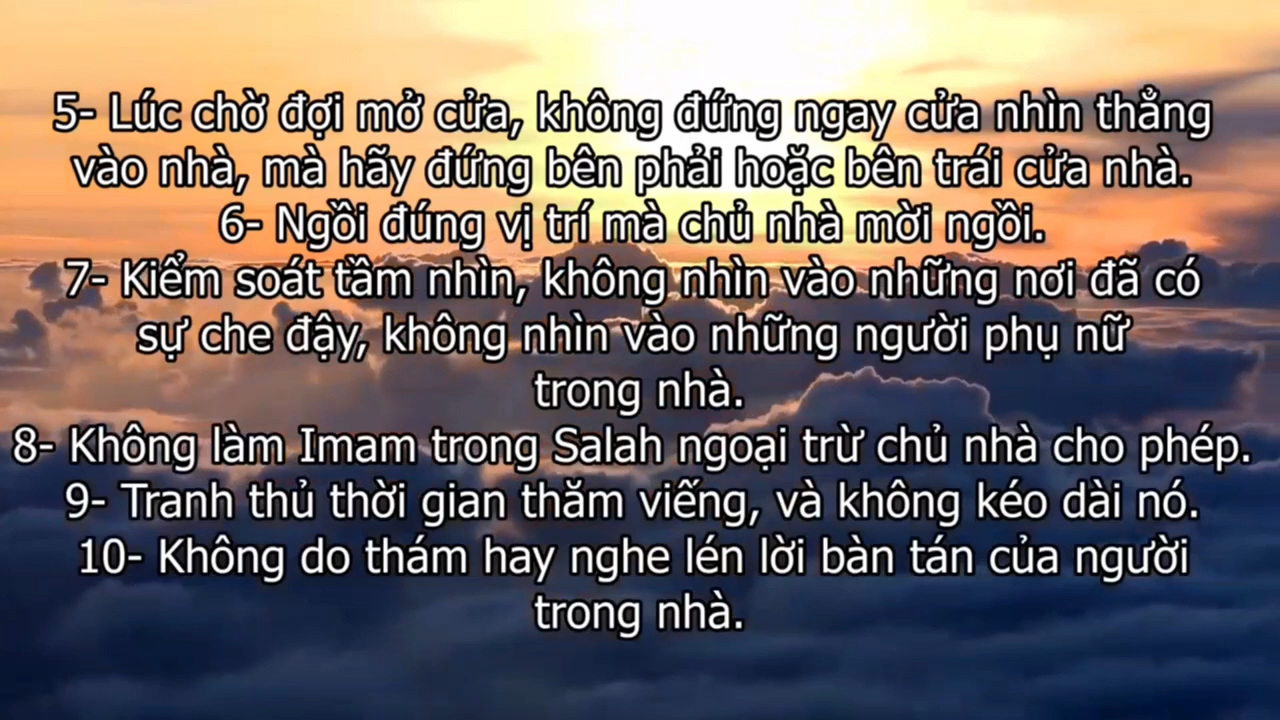 5- Lúc chờ đợi mở cửa, không đứng ngay cửa nhìn thẳng
vào nhà, mà hãy đứng bên phải hoặc bên trái cửa nhà.
6- Ngồi đúng vị trí mà chủ nhà mời ngồi.
7- Kiểm soát tầm nhìn, không nhìn vào những nơi đã có
sự che đậy, không nhìn vào những người phụ nữ
trong nhà.
8- Không làm Imam trong Salah ngoại trừ chủ nhà cho phép.
9- Tranh thủ thời gian thăm viếng, và không kéo dài nó.
10- Không do thám hay nghe lén lời bàn tán của người
trong nhà.